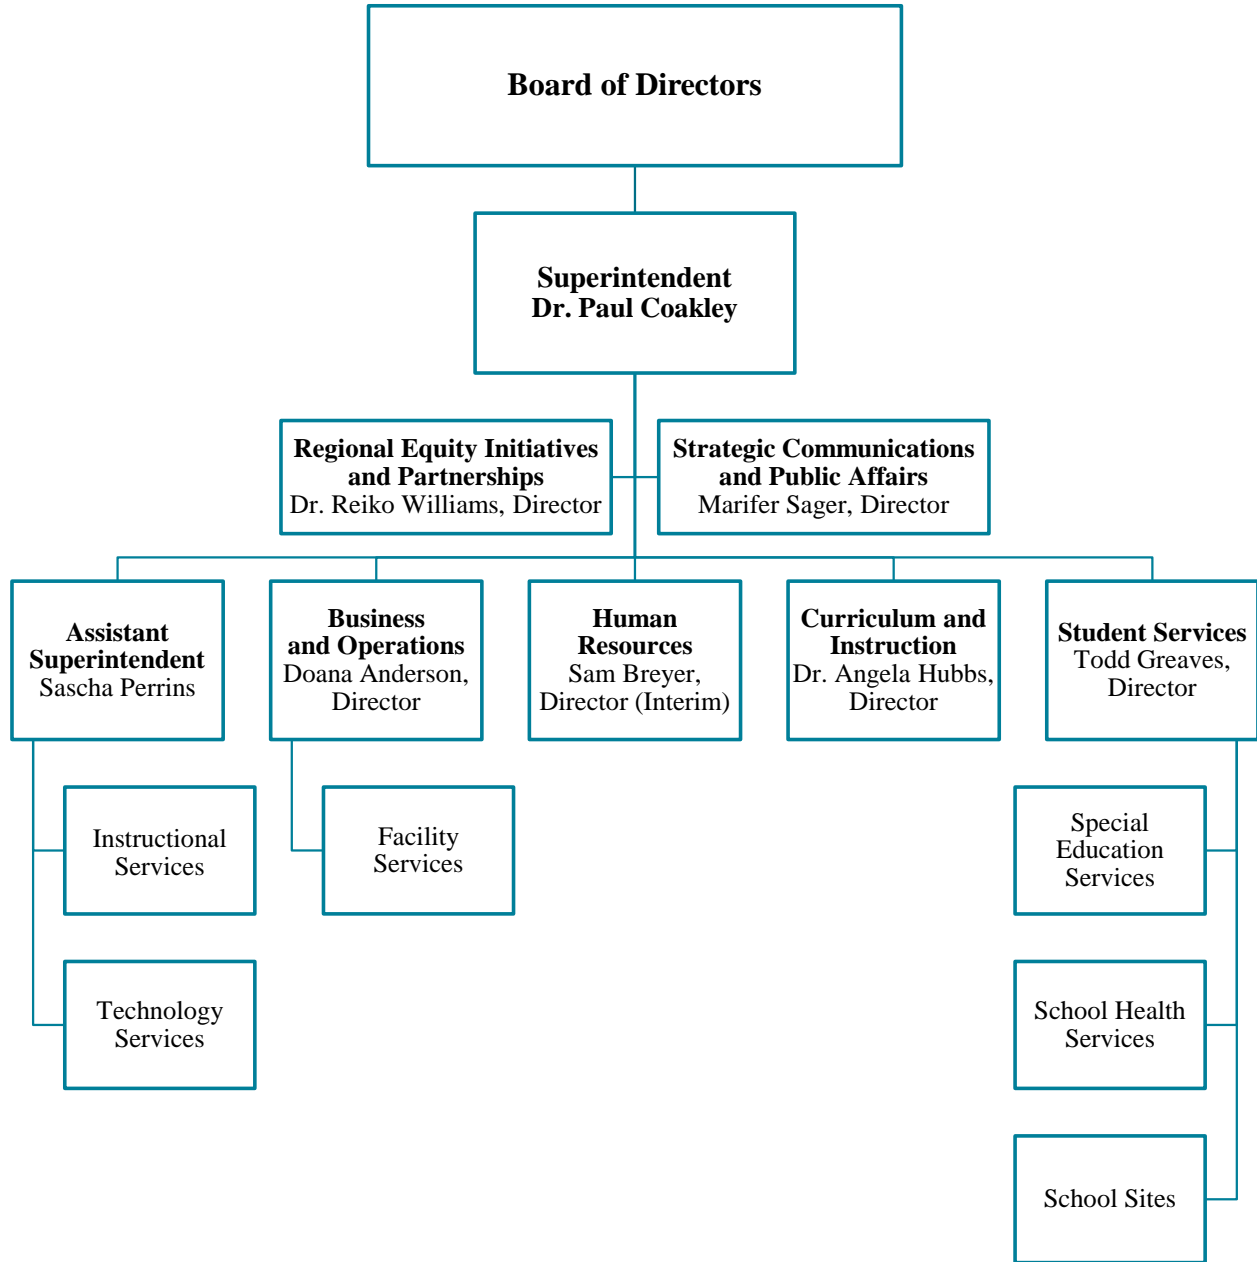 Board of Directors
Superintendent
Dr. Paul Coakley
Regional Equity Initiatives
and Partnerships
Dr. Reiko Williams, Director
Strategic Communications
and Public Affairs
Marifer Sager, Director
Assistant
Superintendent
Sascha Perrins
Business
and Operations
Doana Anderson,
Director
Human
Resources
Sam Breyer,
Director (Interim)
Curriculum and
Instruction
Dr. Angela Hubbs,
Director
Student Services
Todd Greaves,
Director
Instructional
Services
Facility
Services
Special
Education
Services
Technology
Services
School Health
Services
School Sites